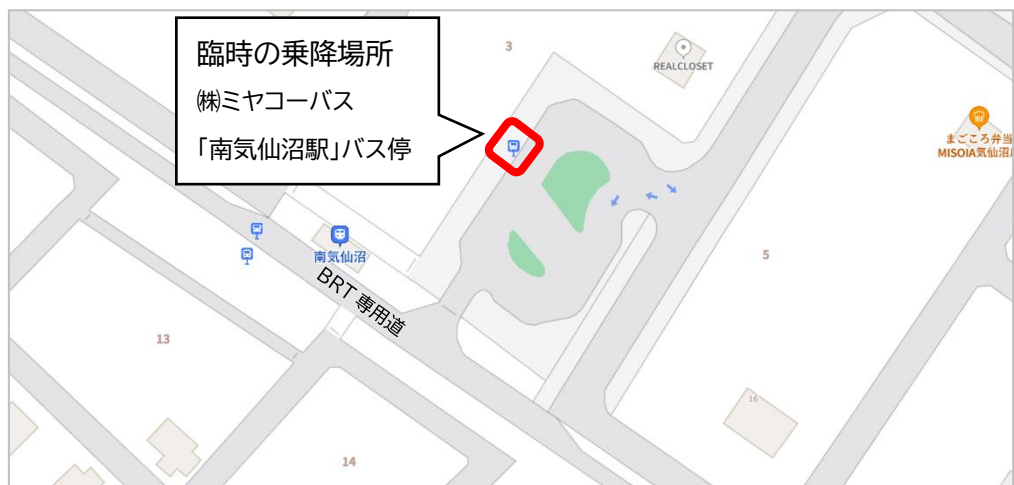 臨時の乗降場所
㈱ミヤコーバス
「南気仙沼駅」バス停
3
REALCLOSET
まごころ弁当
MISOIA気仙沼
南気仙沼
BRT 専用道
5
13
16
14